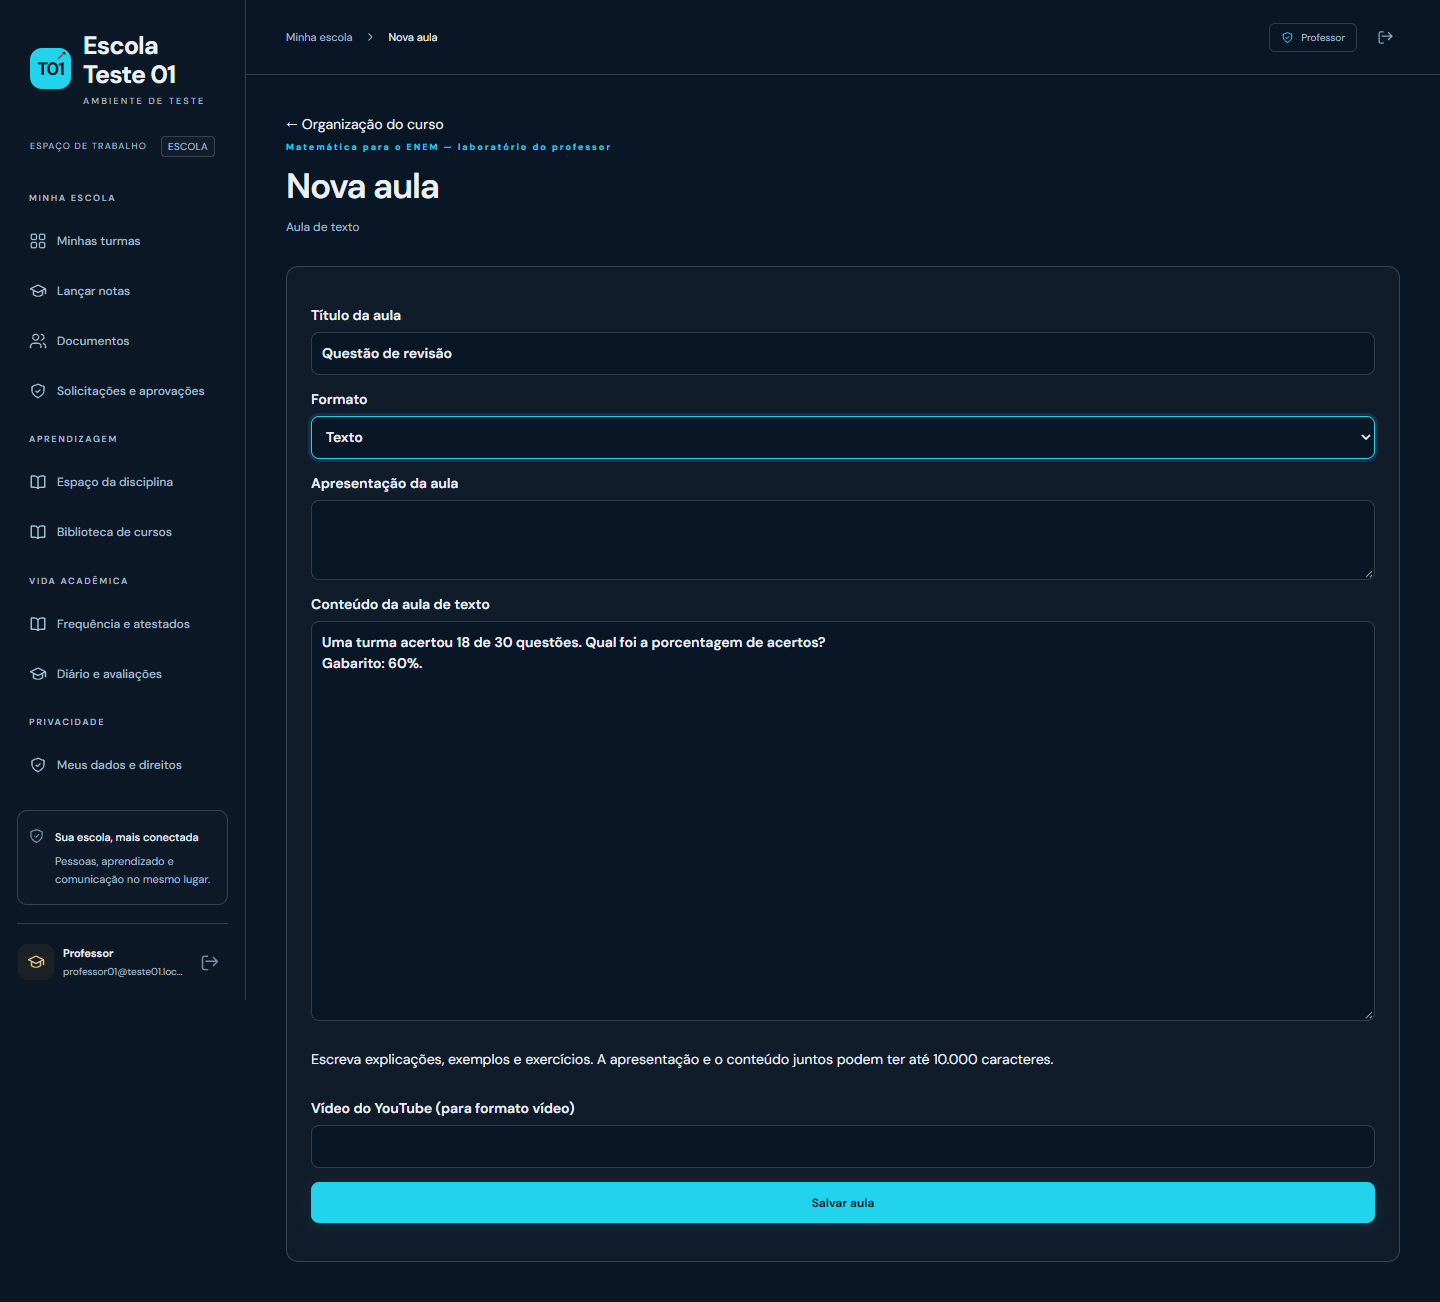 T01
Escola
Teste 01
AMBIENTE DE TESTE
ESPAÇO DE TRABALHO
ESCOLA
MINHA ESCOLA
Minhas turmas
Lançar notas
Documentos
Solicitações e aprovações
APRENDIZAGEM
Espaço da disciplina
Biblioteca de cursos
VIDA ACADÊMICA
Frequência e atestados
Diário e avaliações
PRIVACIDADE
Meus dados e direitos
Sua escola, mais conectada
Pessoas, aprendizado e
comunicação no mesmo lugar.
Professor
professor01@teste01.loc...
Minha escola > Nova aula
Professor
← Organização do curso
Matemática para o ENEM — laboratório do professor
Nova aula
Aula de texto
Título da aula
Questão de revisão
Formato
Texto
Apresentação da aula
Conteúdo da aula de texto
Uma turma acertou 18 de 30 questões. Qual foi a porcentagem de acertos?
Gabarito: 60%.
Escreva explicações, exemplos e exercícios. A apresentação e o conteúdo juntos podem ter até 10.000 caracteres.
Vídeo do YouTube (para formato vídeo)
Salvar aula